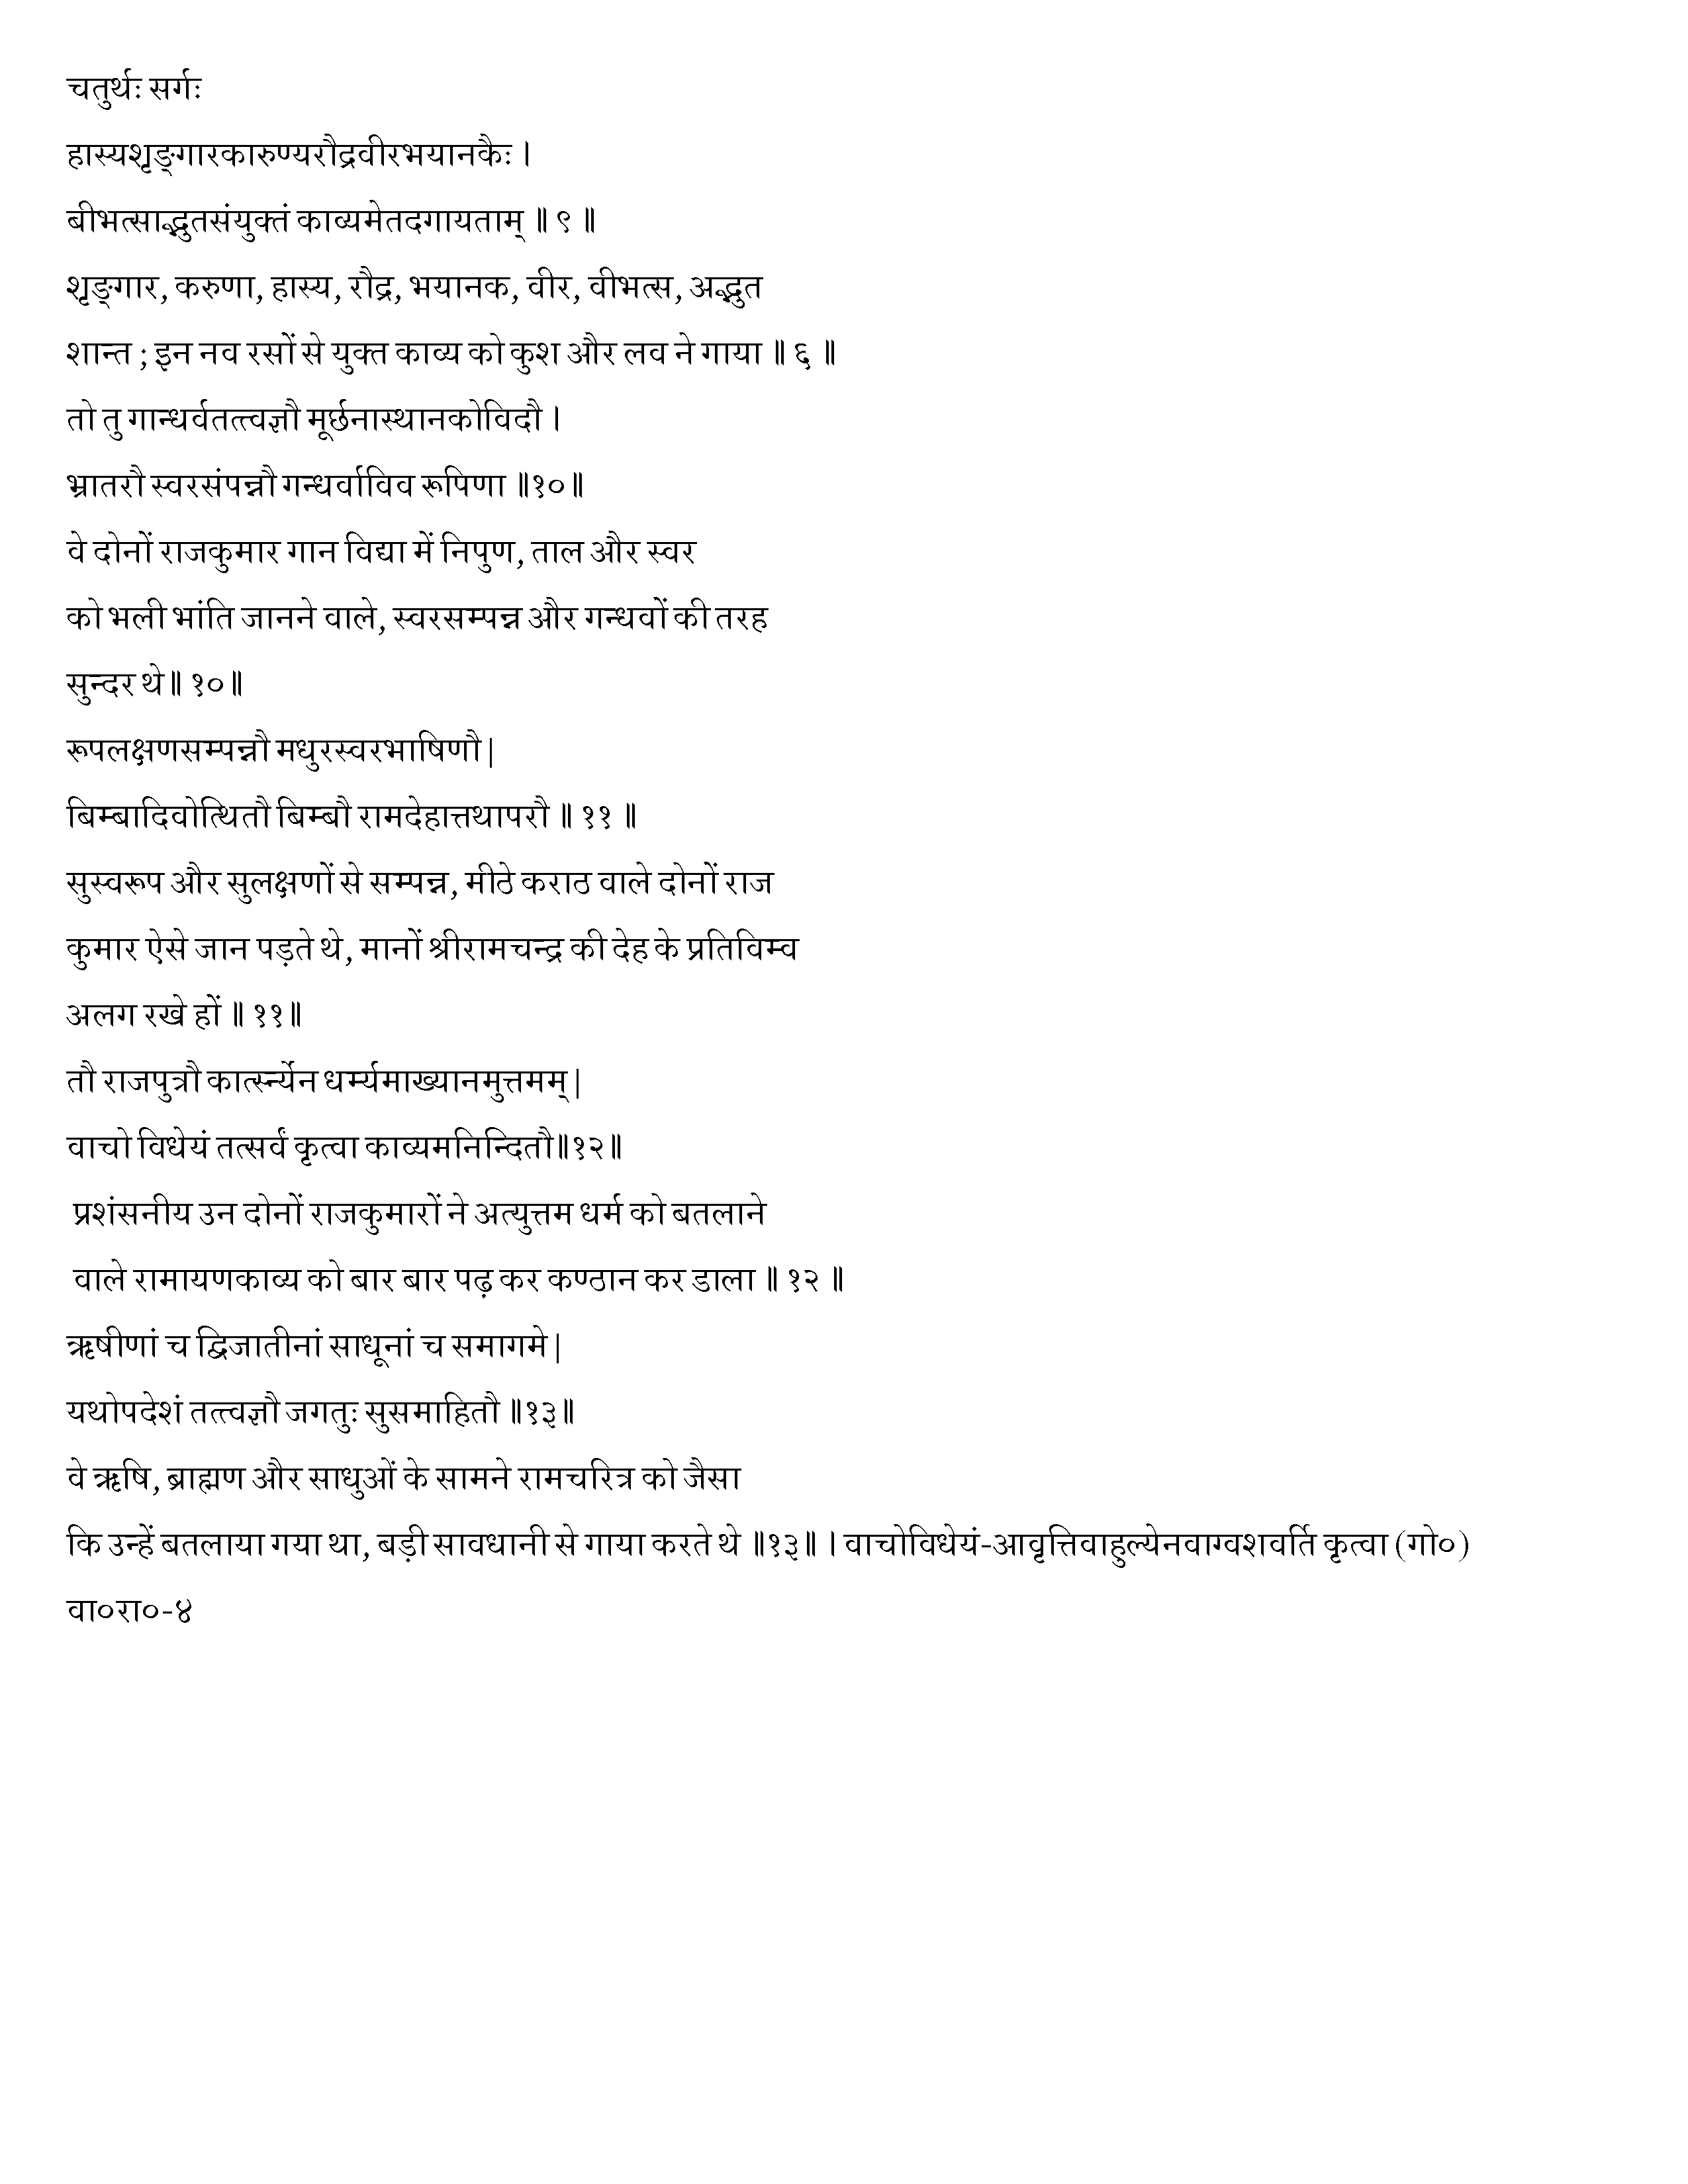 चतुर्थः सर्गः
हास्यशृङ्गारकारुण्यरौद्रवीरभयानकैः ।
बीभत्साद्भुतसंयुक्तं काव्यमेतदगायताम् ॥ ९ ॥
शृङ्गार, करुणा, हास्य, रौद्र, भयानक, वीर, वीभत्स, अद्भुत
शान्त ; इन नव रसों से युक्त काव्य को कुश और लव ने गाया ॥ ६ ॥
तो तु गान्धर्वतत्त्वज्ञौ मूर्छनास्थानकोविदौ ।
भ्रातरौ स्वरसंपन्नौ गन्धर्वाविव रूपिणा ॥१०॥
वे दोनों राजकुमार गान विद्या में निपुण, ताल और स्वर
को भली भांति जानने वाले, स्वरसम्पन्न और गन्धवों की तरह
सुन्दर थे॥ १०॥
रूपलक्षणसम्पन्नौ मधुरस्वरभाषिणौ|
बिम्बादिवोत्थितौ बिम्बौ रामदेहात्तथापरौ ॥ ११ ॥
सुस्वरूप और सुलक्षणों से सम्पन्न, मीठे कराठ वाले दोनों राज
कुमार ऐसे जान पड़ते थे, मानों श्रीरामचन्द्र की देह के प्रतिविम्व
अलग रखे हों ॥ ११॥
तौ राजपुत्रौ कार्त्स्न्येन धर्म्यमाख्यानमुत्तमम्|
वाचो विधेयं तत्सर्वं कृत्वा काव्यमनिन्दितौ॥१२॥
प्रशंसनीय उन दोनों राजकुमारों ने अत्युत्तम धर्म को बतलाने
वाले रामायणकाव्य को बार बार पढ़ कर कण्ठान कर डाला ॥ १२ ॥
ऋषीणां च द्विजातीनां साधूनां च समागमे|
यथोपदेशं तत्त्वज्ञौ जगतुः सुसमाहितौ ॥१३॥
वे ऋषि, ब्राह्मण और साधुओं के सामने रामचरित्र को जैसा
कि उन्हें बतलाया गया था, बड़ी सावधानी से गाया करते थे ॥१३॥ । वाचोविधेयं-आवृत्तिवाहुल्येनवाग्वशवर्ति कृत्वा (गो०)
वा०रा०-४